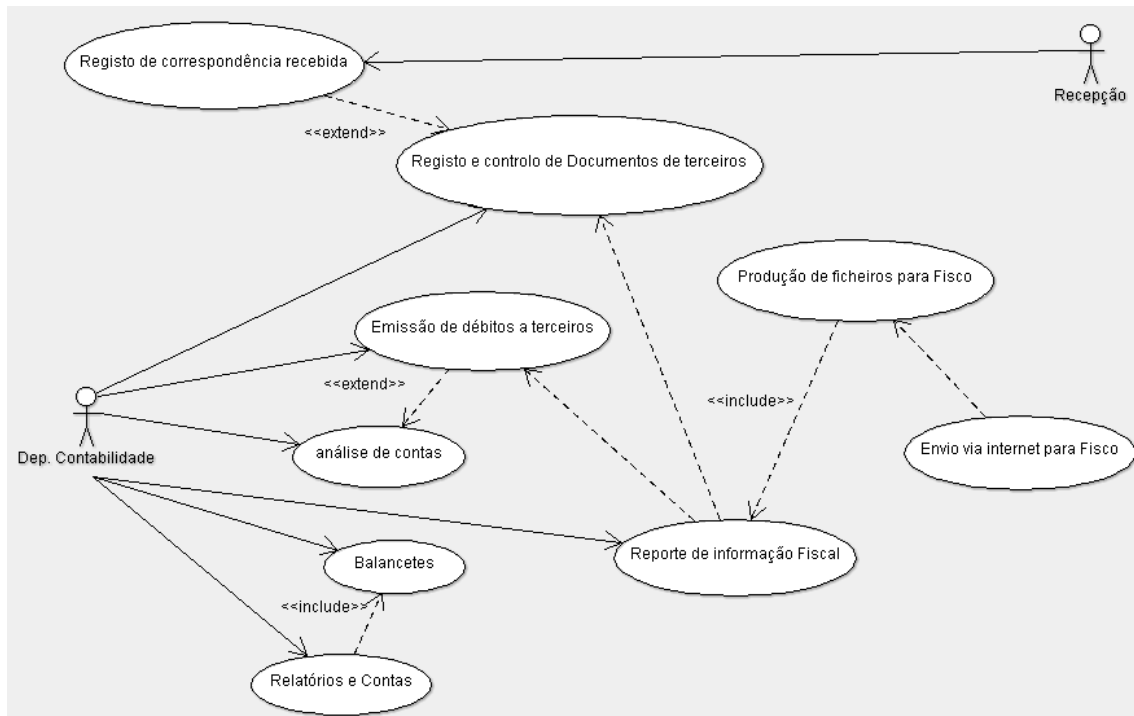 Registo de correspondência recebida
Recepção
<<extend>>
Registo e controlo de Documentos de terceiros
Produção de ficheiros para Fisco
Emissão de débitos a terceiros
<<extend>>
<<include>>
Dep. Contabilidade
análise de contas
Envio via internet para Fisco
Balancetes
Reporte de informação Fiscal
<<include>>
Relatórios e Contas